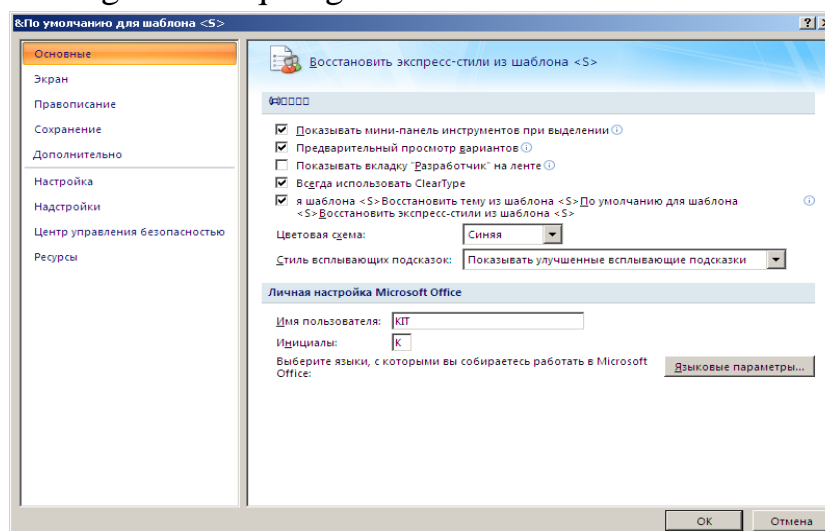 &По умолчанию для шаблона <S>
Основные
Экран
Правописание
Сохранение
Дополнительно
Настройка
Надстройки
Центр управления безопасностью
Ресурсы
Восстановить экспресс-стили из шаблона <S>
Показывать мини-панель инструментов при выделении
Предварительный просмотр вариантов
Показывать вкладку "Разработчик" на ленте
Всегда использовать ClearType
я шаблона <S>Восстановить тему из шаблона <S>По умолчанию для шаблона
<S>Восстановить экспресс-стили из шаблона <S>
Цветовая схема: Синяя
Стиль всплывающих подсказок: Показывать улучшенные всплывающие подсказки
Личная настройка Microsoft Office
Имя пользователя: KIT
Инициалы: K
Выберите языки, с которыми вы собираетесь работать в Microsoft
Office:
Языковые параметры...
ОК
Отмена